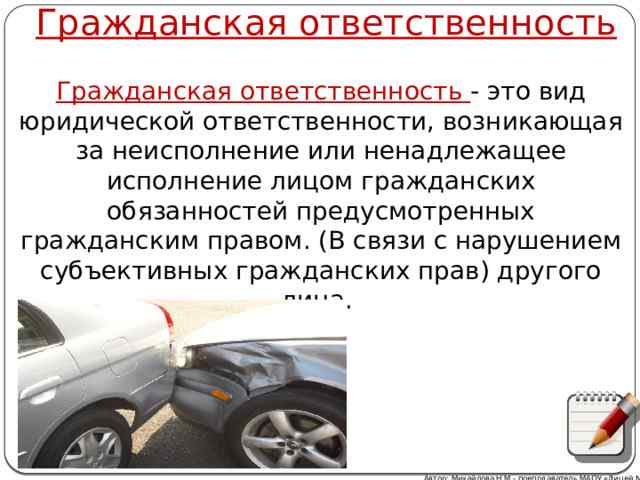 Гражданская ответственность
Гражданская ответственность - это вид
юридической ответственности, возникающая
за неисполнение или ненадлежащее
исполнение лицом гражданских
обязанностей предусмотренных
гражданским правом. (В связи с нарушением
субъективных гражданских прав) другого
лица.
Автор: Михайлова Н.М. - преподаватель МАОУ «Лицей